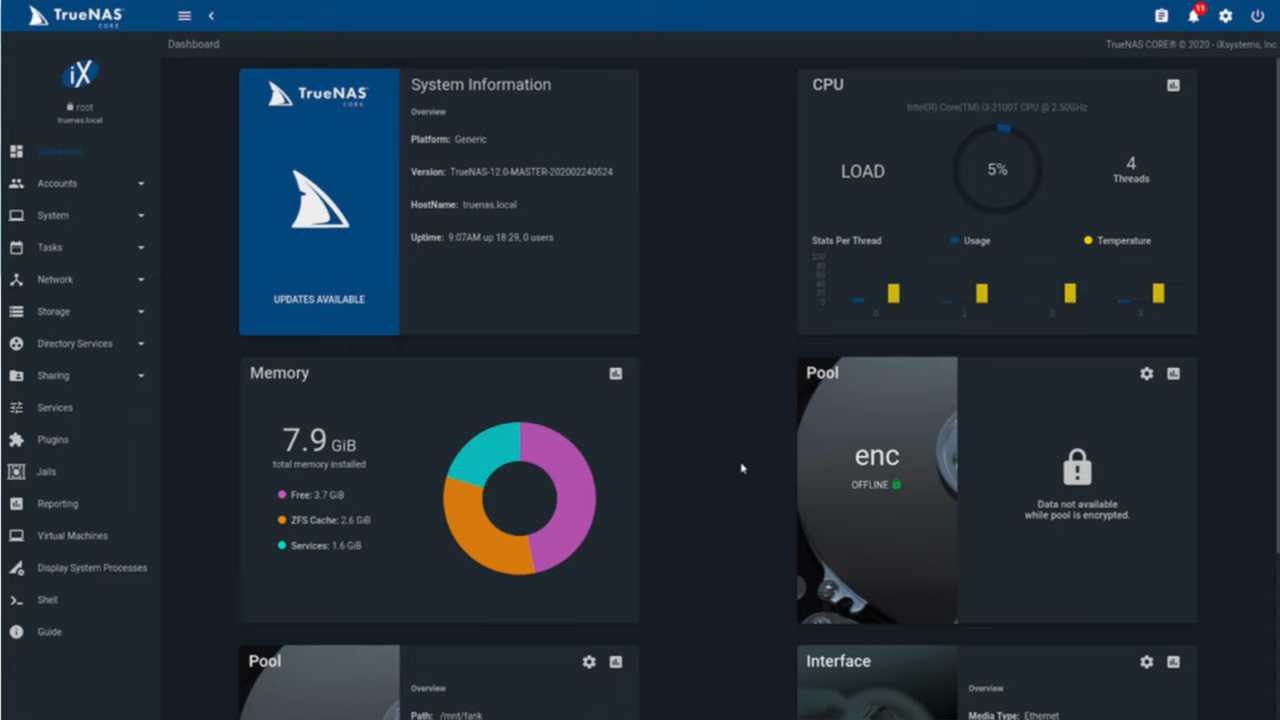 TrueNAS
CORE
11
Dashboard
TrueNAS CORE® © 2020 - iXsystems, Inc.
iX
root
truenas.local
Dashboard
Accounts
System
Tasks
Network
Storage
Directory Services
Sharing
Services
Plugins
Jails
Reporting
Virtual Machines
Display System Processes
Shell
Guide
TrueNAS
CORE
UPDATES AVAILABLE
System Information
Overview
Platform: Generic
Version: TrueNAS-12.0-MASTER-202002240524
HostName: truenas.local
Uptime: 9:07AM up 18:29, 0 users
CPU
Intel(R) Core(TM) i3-2100T CPU @ 2.50GHz
LOAD
5%
4
Threads
Stats Per Thread
Usage
Temperature
100
80
60
40
20
0
0
1
2
3
Memory
7.9 GiB
total memory installed
Free: 3.7 GiB
ZFS Cache: 2.6 GiB
Services: 1.6 GiB
Pool
enc
OFFLINE
Data not available
while pool is encrypted.
Pool
Overview
Path: /mnt/fank
Interface
Overview
Media Type: Ethernet